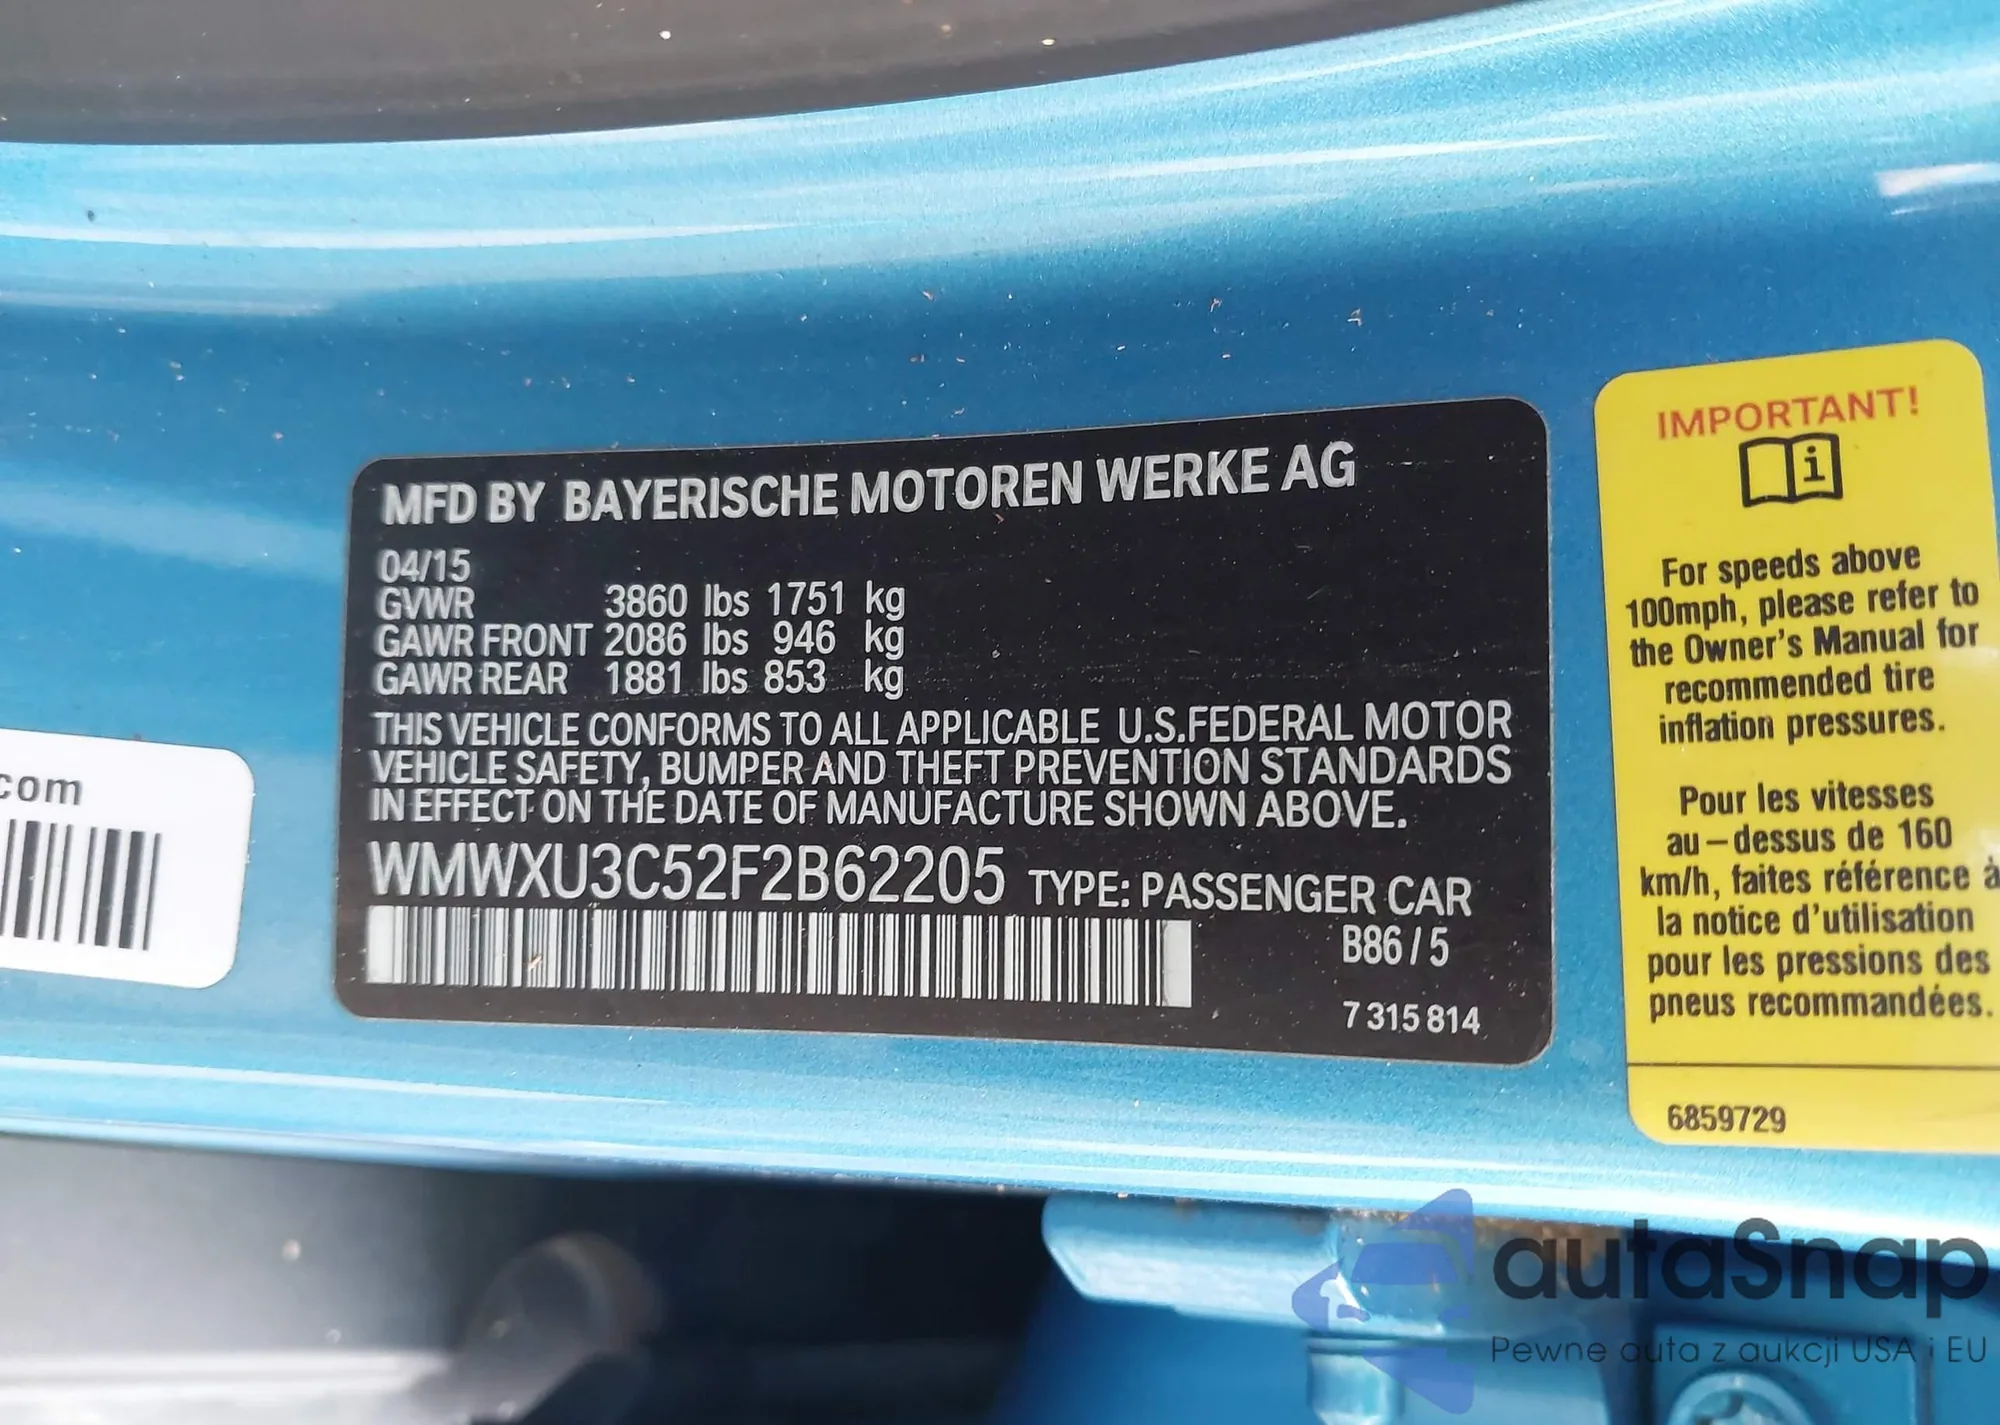 MFD BY BAYERISCHE MOTOREN WERKE AG
04/15
GVWR 3860 lbs 1751 kg
GAWR FRONT 2086 lbs 946 kg
GAWR REAR 1881 lbs 853 kg
THIS VEHICLE CONFORMS TO ALL APPLICABLE U.S.FEDERAL MOTOR
VEHICLE SAFETY, BUMPER AND THEFT PREVENTION STANDARDS
IN EFFECT ON THE DATE OF MANUFACTURE SHOWN ABOVE.
WMWXU3C52F2B62205 TYPE: PASSENGER CAR
B86 / 5
7 315 814
IMPORTANT!
For speeds above
100mph, please refer to
the Owner's Manual for
recommended tire
inflation pressures.
Pour les vitesses
au-dessus de 160
km/h, faites référence à
la notice d'utilisation
pour les pressions des
pneus recommandées.
6859729
.com
autaSnap
Pewne auta z aukcji USA i EU